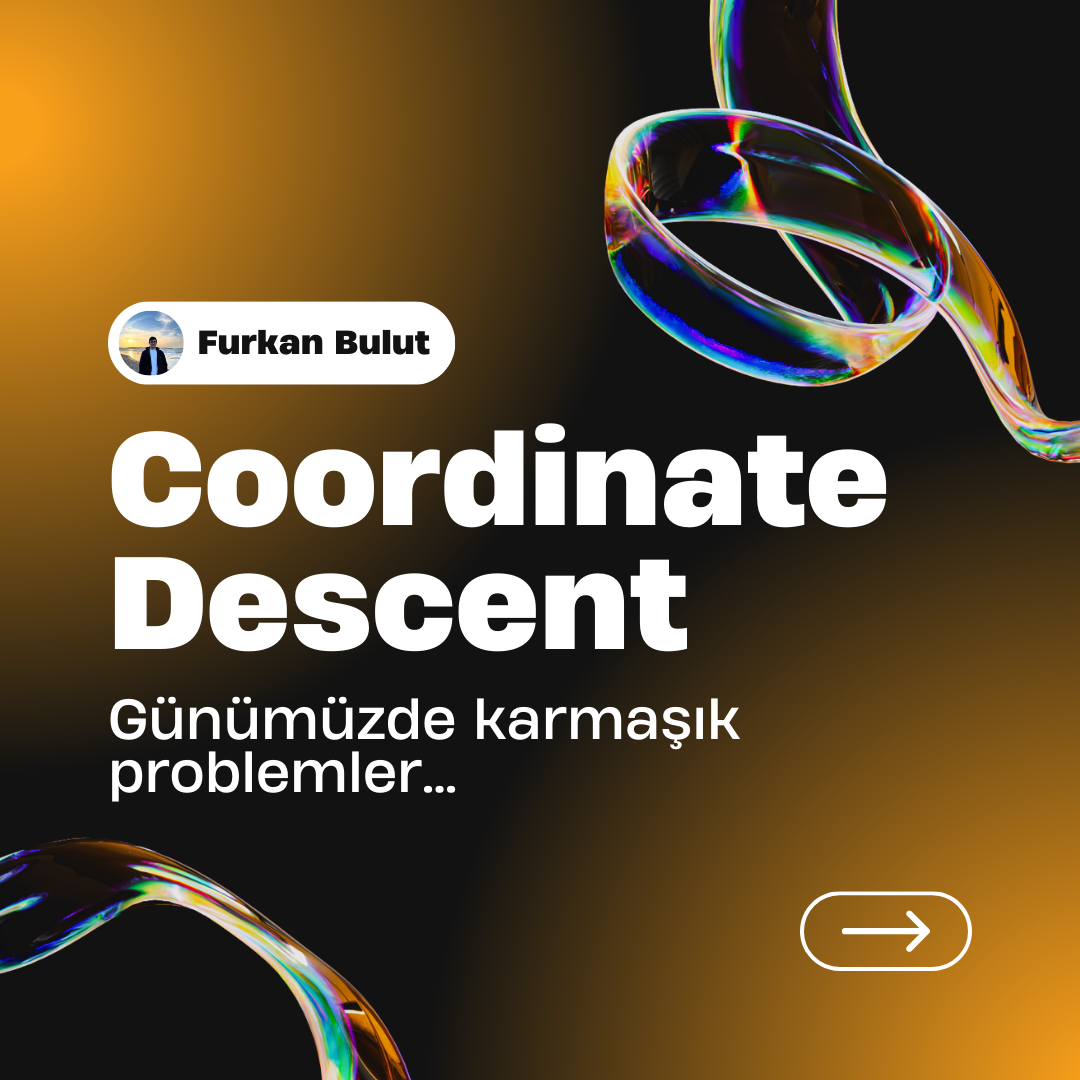 Furkan Bulut
Coordinate
Descent
Günümüzde karmaşık
problemler...